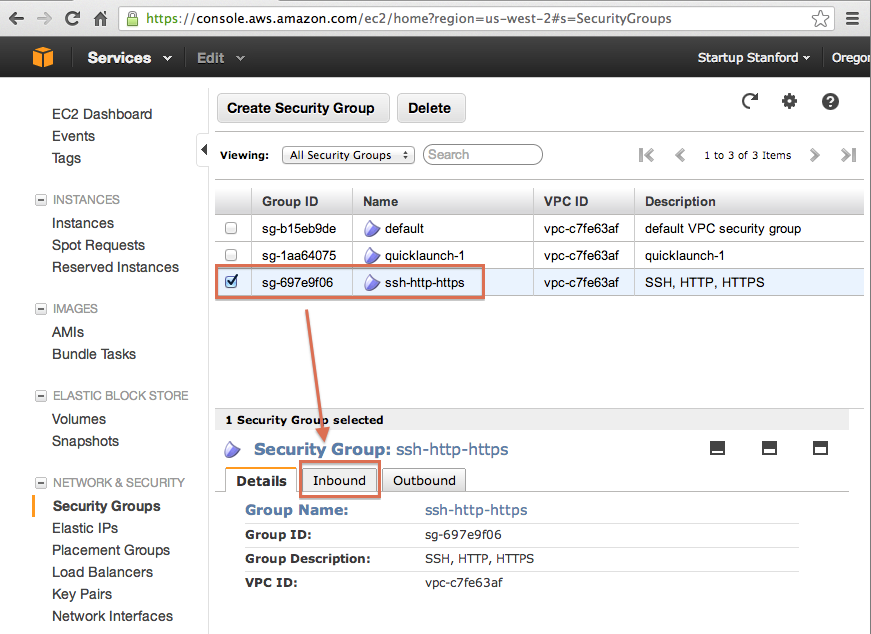 https://console.aws.amazon.com/ec2/home?region=us-west-2#s=SecurityGroups
Services Edit Startup Stanford Orego
EC2 Dashboard
Events
Tags
INSTANCES
Instances
Spot Requests
Reserved Instances
IMAGES
AMIs
Bundle Tasks
ELASTIC BLOCK STORE
Volumes
Snapshots
NETWORK & SECURITY
Security Groups
Elastic IPs
Placement Groups
Load Balancers
Key Pairs
Network Interfaces
Create Security Group Delete
Viewing: All Security Groups Search 1 to 3 of 3 Items
Group ID Name VPC ID Description
sg-b15eb9de default vpc-c7fe63af default VPC security group
sg-1aa64075 quicklaunch-1 vpc-c7fe63af quicklaunch-1
sg-697e9f06 ssh-http-https vpc-c7fe63af SSH, HTTP, HTTPS
1 Security Group selected
Security Group: ssh-http-https
Details Inbound Outbound
Group Name: ssh-http-https
Group ID: sg-697e9f06
Group Description: SSH, HTTP, HTTPS
VPC ID: vpc-c7fe63af